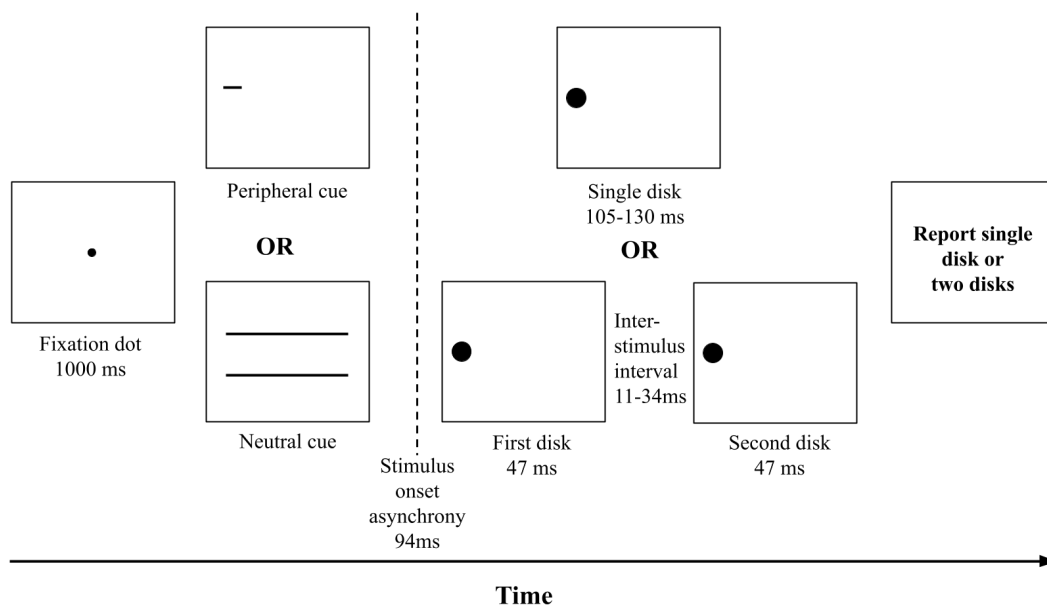 Fixation dot
1000 ms
Peripheral cue
OR
Neutral cue
Stimulus
onset
asynchrony
94ms
Single disk
105-130 ms
OR
First disk
47 ms
Inter-
stimulus
interval
11-34ms
Second disk
47 ms
Report single
disk or
two disks
Time